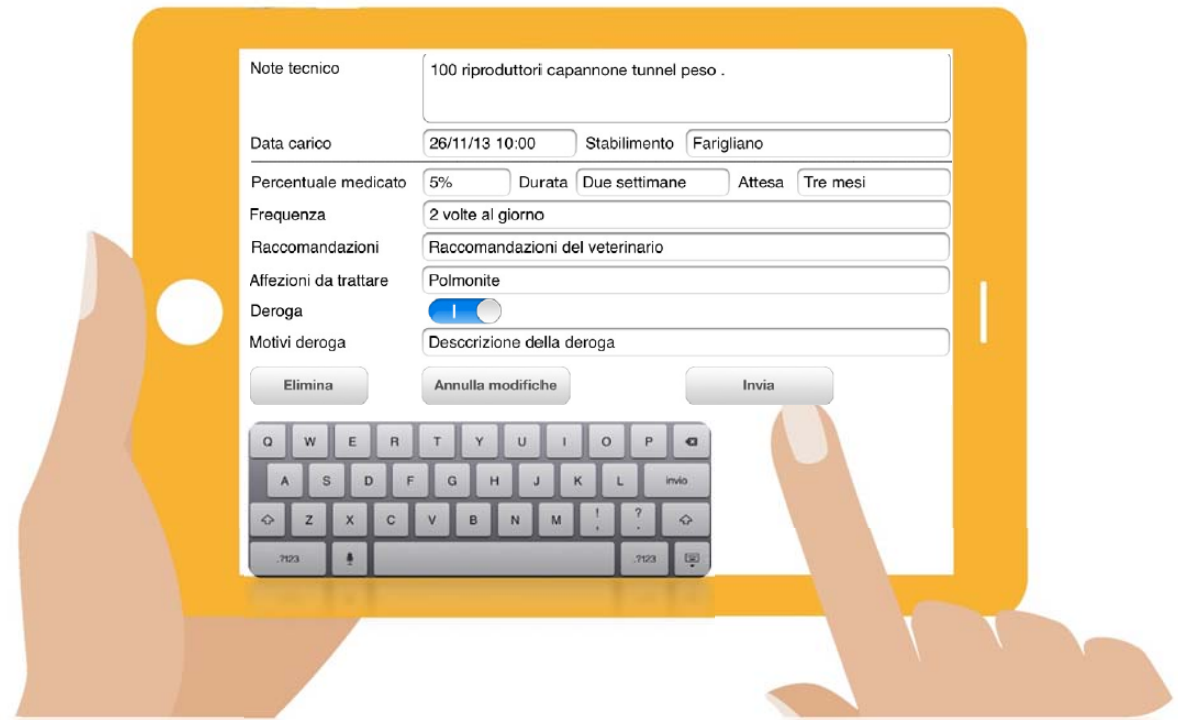 Note tecnico 100 riproduttori capannone tunnel peso .
Data carico 26/11/13 10:00 Stabilimento Farigliano
Percentuale medicato 5% Durata Due settimane Attesa Tre mesi
Frequenza 2 volte al giorno
Raccomandazioni Raccomandazioni del veterinario
Affezioni da trattare Polmonite
Deroga
Motivi deroga Desccrizione della deroga
Elimina Annulla modifiche Invia
Q W E R T Y U I O P
A S D F G H J K L invio
Z X C V B N M ! , ? .
.?123 .?123